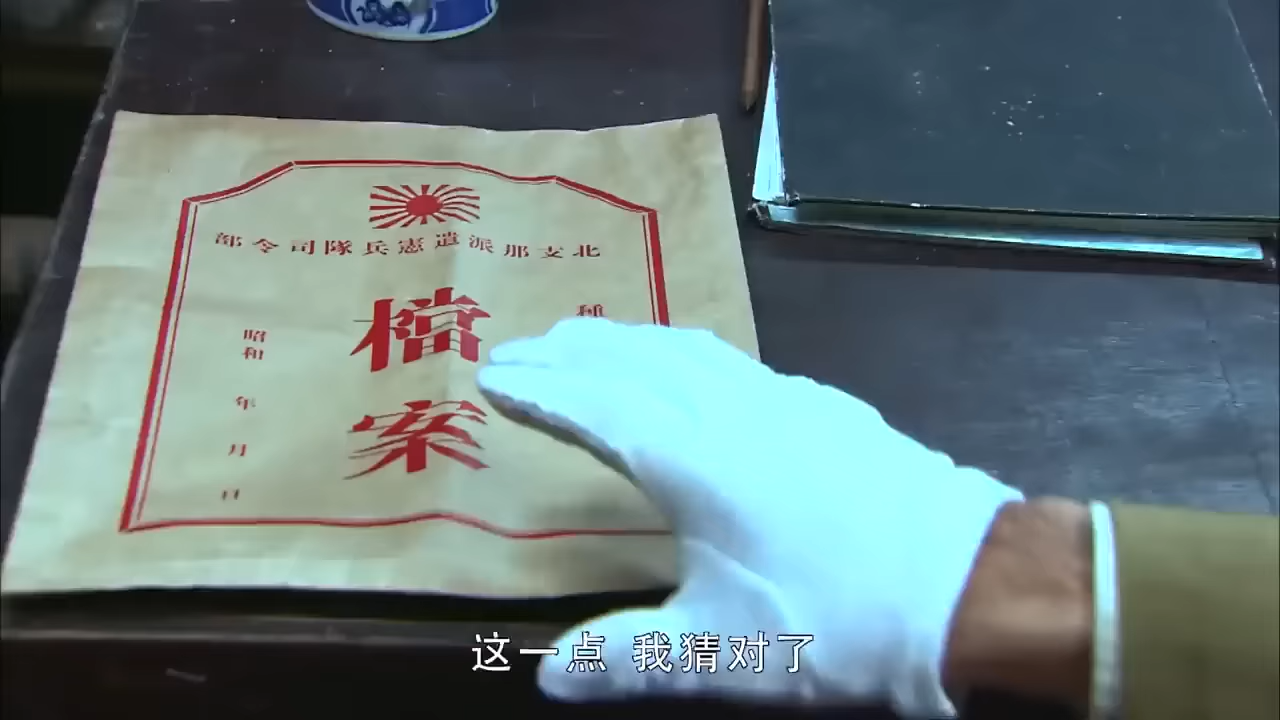 北支那派遣憲兵隊司令部
種
檔
案
昭和 年 月 日
这一点 我猜对了